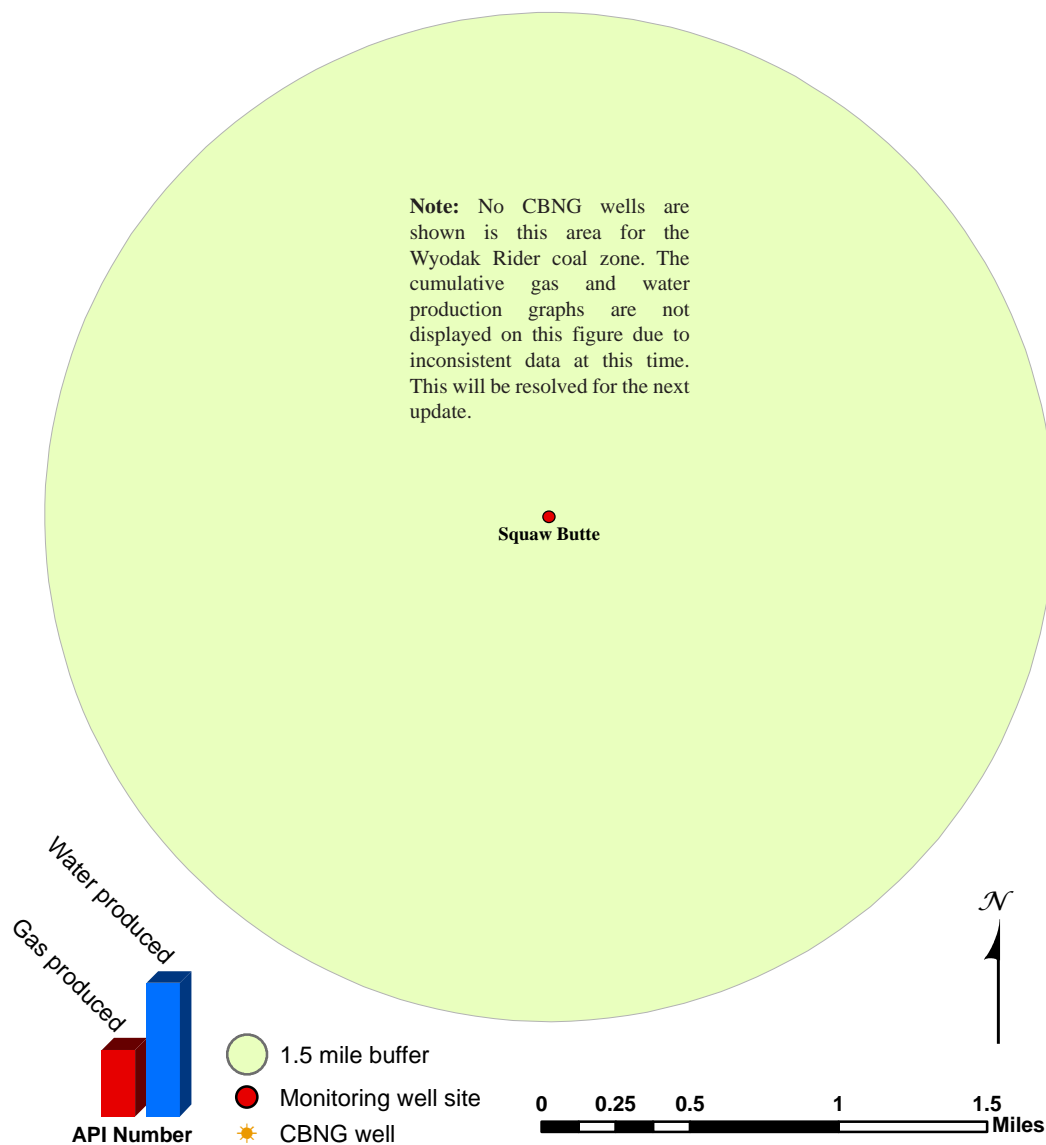 Note: No CBNG wells are
shown is this area for the
Wyodak Rider coal zone. The
cumulative gas and water
production graphs are not
displayed on this figure due to
inconsistent data at this time.
This will be resolved for the next
update.
Squaw Butte
Water produced
Gas produced
API Number
1.5 mile buffer
Monitoring well site
CBNG well
N
0 0.25 0.5 1 1.5
Miles